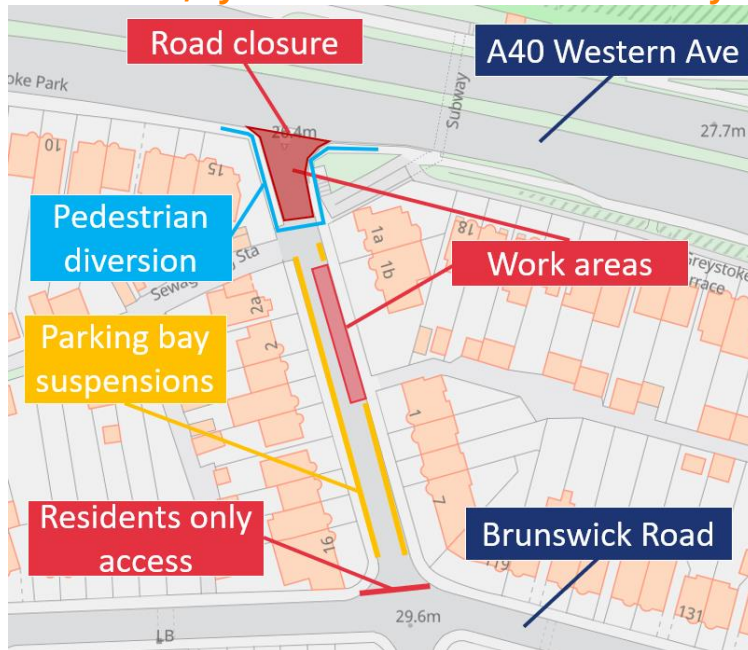 Road closure
A40 Western Ave
oke Park
Subway
27.7m
10
15
Pedestrian
diversion
1a
1b
18
Work areas
Greystoke
rrace
Sewag
Sta
2a
2
Parking bay
suspensions
1
7
Residents only
access
16
Brunswick Road
119
131
29.6m
LB